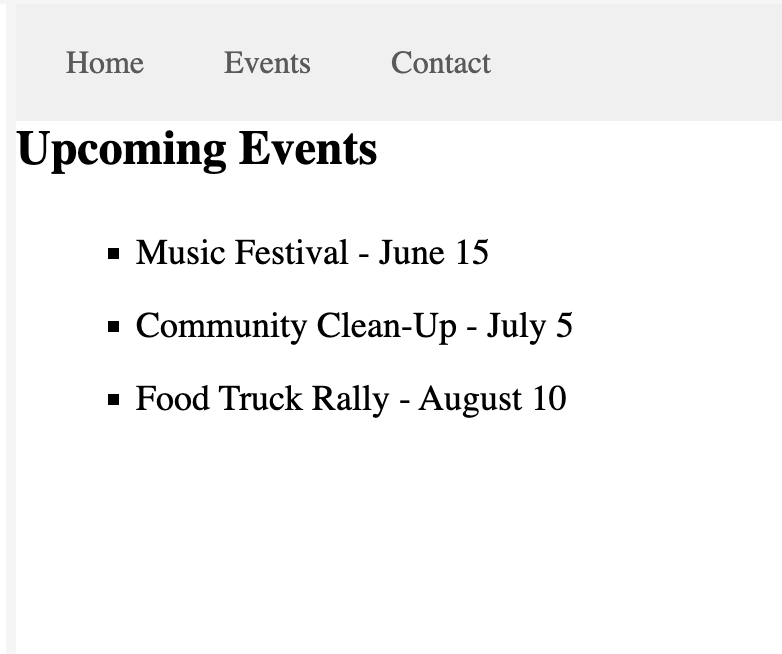 Home Events Contact
Upcoming Events
Music Festival - June 15
Community Clean-Up - July 5
Food Truck Rally - August 10